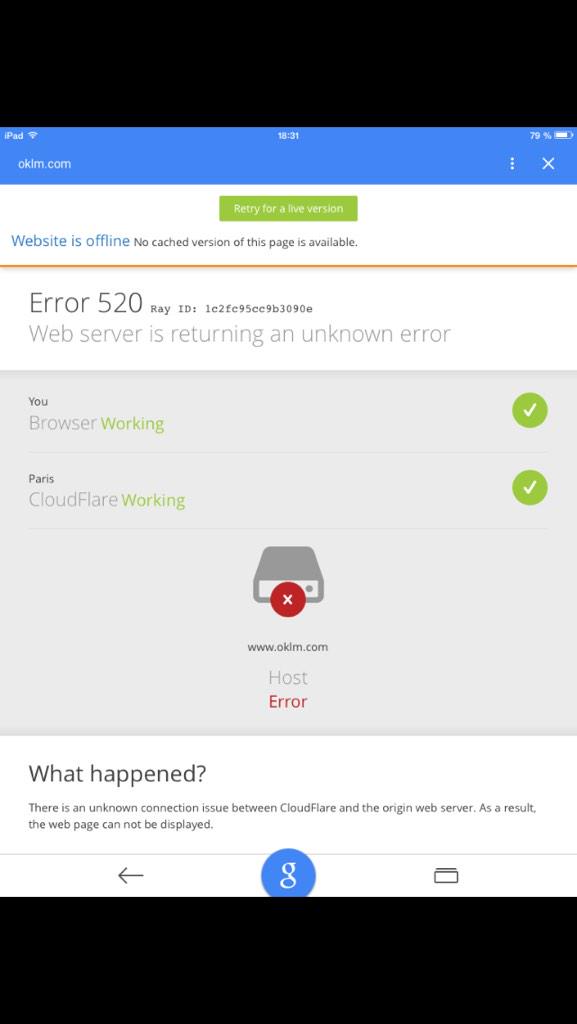 iPad 18:31 79 %
oklm.com
Retry for a live version
Website is offline No cached version of this page is available.
Error 520 Ray ID: 1c2fc95cc9b3090e
Web server is returning an unknown error
You
Browser Working
Paris
CloudFlare Working
www.oklm.com
Host
Error
What happened?
There is an unknown connection issue between CloudFlare and the origin web server. As a result,
the web page can not be displayed.
g